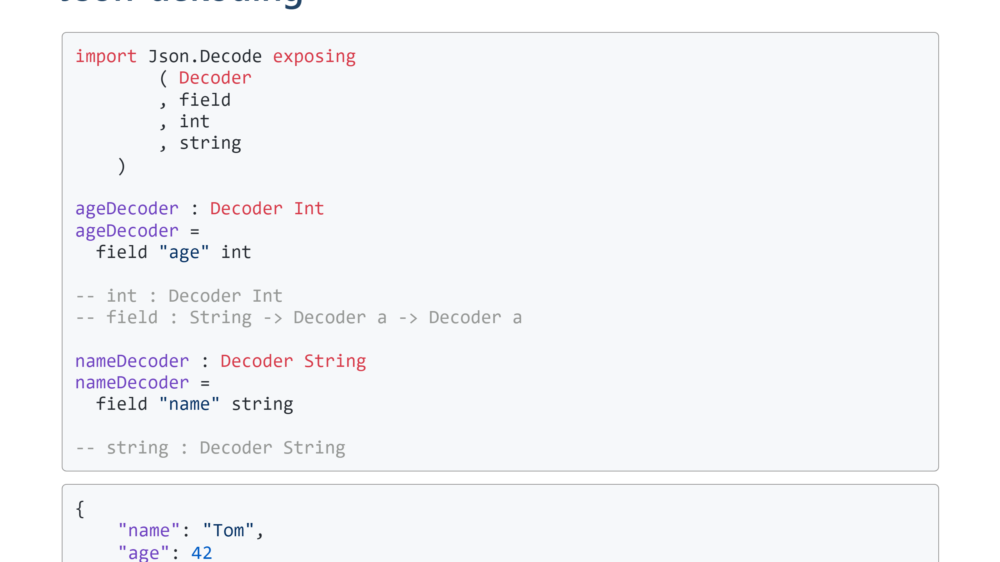 import Json.Decode exposing
        ( Decoder
        , field
        , int
        , string
    )
ageDecoder : Decoder Int
ageDecoder =
  field "age" int
-- int : Decoder Int
-- field : String -> Decoder a -> Decoder a
nameDecoder : Decoder String
nameDecoder =
  field "name" string
-- string : Decoder String
{
    "name": "Tom",
    "age": 42